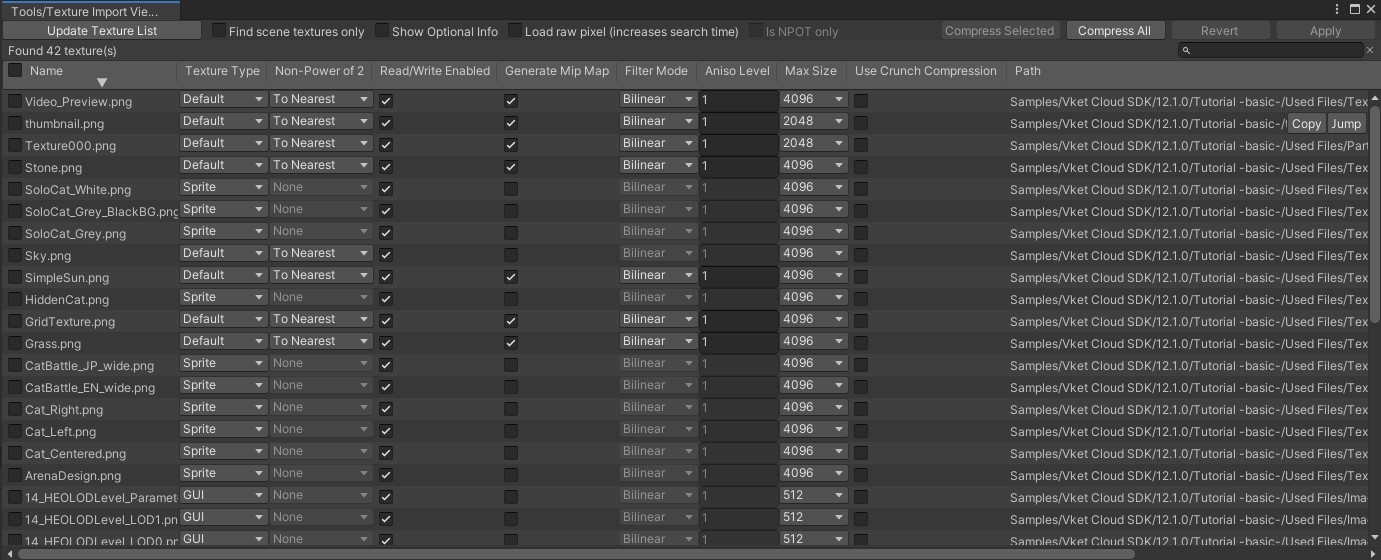 Tools/Texture Import Vie...
Update Texture List Find scene textures only Show Optional Info Load raw pixel (increases search time) Is NPOT only Compress Selected Compress All Revert Apply
Found 42 texture(s)
Name Texture Type Non-Power of 2 Read/Write Enabled Generate Mip Map Filter Mode Aniso Level Max Size Use Crunch Compression Path
Video_Preview.png Default To Nearest Bilinear 1 4096 Samples/Vket Cloud SDK/12.1.0/Tutorial -basic-/Used Files/Tex
thumbnail.png Default To Nearest Bilinear 1 2048 Samples/Vket Cloud SDK/12.1.0/Tutorial -basic-/ Copy Jump
Texture000.png Default To Nearest Bilinear 1 2048 Samples/Vket Cloud SDK/12.1.0/Tutorial -basic-/Used Files/Part
Stone.png Default To Nearest Bilinear 1 4096 Samples/Vket Cloud SDK/12.1.0/Tutorial -basic-/Used Files/Tex
SoloCat_White.png Sprite None Bilinear 1 4096 Samples/Vket Cloud SDK/12.1.0/Tutorial -basic-/Used Files/Tex
SoloCat_Grey_BlackBG.png Sprite None Bilinear 1 4096 Samples/Vket Cloud SDK/12.1.0/Tutorial -basic-/Used Files/Tex
SoloCat_Grey.png Sprite None Bilinear 1 4096 Samples/Vket Cloud SDK/12.1.0/Tutorial -basic-/Used Files/Tex
Sky.png Default To Nearest Bilinear 1 4096 Samples/Vket Cloud SDK/12.1.0/Tutorial -basic-/Used Files/Tex
SimpleSun.png Default To Nearest Bilinear 1 4096 Samples/Vket Cloud SDK/12.1.0/Tutorial -basic-/Used Files/Tex
HiddenCat.png Sprite None Bilinear 1 4096 Samples/Vket Cloud SDK/12.1.0/Tutorial -basic-/Used Files/Tex
GridTexture.png Default To Nearest Bilinear 1 4096 Samples/Vket Cloud SDK/12.1.0/Tutorial -basic-/Used Files/Tex
Grass.png Default To Nearest Bilinear 1 4096 Samples/Vket Cloud SDK/12.1.0/Tutorial -basic-/Used Files/Tex
CatBattle_JP_wide.png Sprite None Bilinear 1 4096 Samples/Vket Cloud SDK/12.1.0/Tutorial -basic-/Used Files/Tex
CatBattle_EN_wide.png Sprite None Bilinear 1 4096 Samples/Vket Cloud SDK/12.1.0/Tutorial -basic-/Used Files/Tex
Cat_Right.png Sprite None Bilinear 1 4096 Samples/Vket Cloud SDK/12.1.0/Tutorial -basic-/Used Files/Tex
Cat_Left.png Sprite None Bilinear 1 4096 Samples/Vket Cloud SDK/12.1.0/Tutorial -basic-/Used Files/Tex
Cat_Centered.png Sprite None Bilinear 1 4096 Samples/Vket Cloud SDK/12.1.0/Tutorial -basic-/Used Files/Tex
ArenaDesign.png Sprite None Bilinear 1 4096 Samples/Vket Cloud SDK/12.1.0/Tutorial -basic-/Used Files/Tex
14_HEOLODLevel_Paramet GUI None Bilinear 1 512 Samples/Vket Cloud SDK/12.1.0/Tutorial -basic-/Used Files/Ima
14_HEOLODLevel_LOD1.pn GUI None Bilinear 1 512 Samples/Vket Cloud SDK/12.1.0/Tutorial -basic-/Used Files/Ima
14_HEOLODLevel_LOD0.pr GUI None Bilinear 1 512 Samples/Vket Cloud SDK/12.1.0/Tutorial -basic-/Used Files/Ima